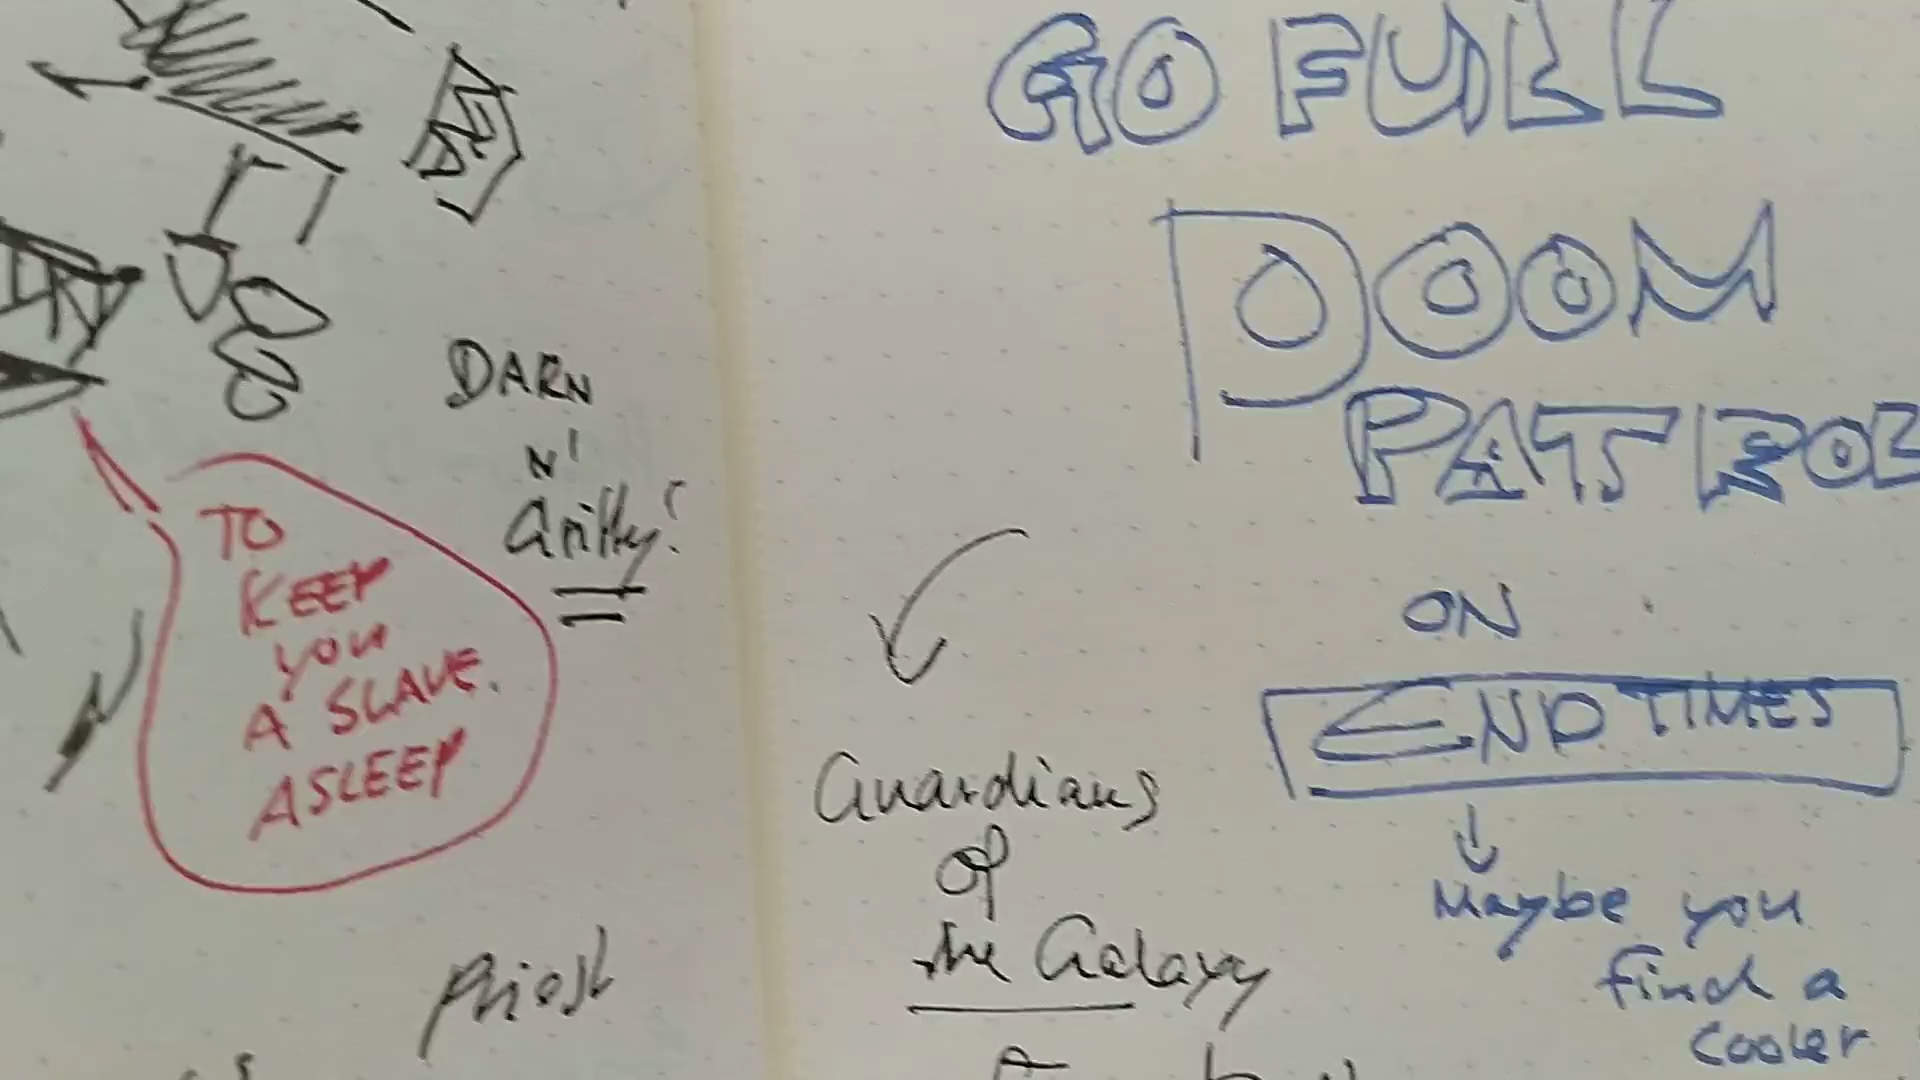 DARN
N'
Gritty!
TO
KEEP
you
A SLAVE.
ASLEEP
Priest
GO FULL
DOOM
PATROL
ON
END TIMES
Maybe you
find a
cooler
Guardians
of
the Galaxy